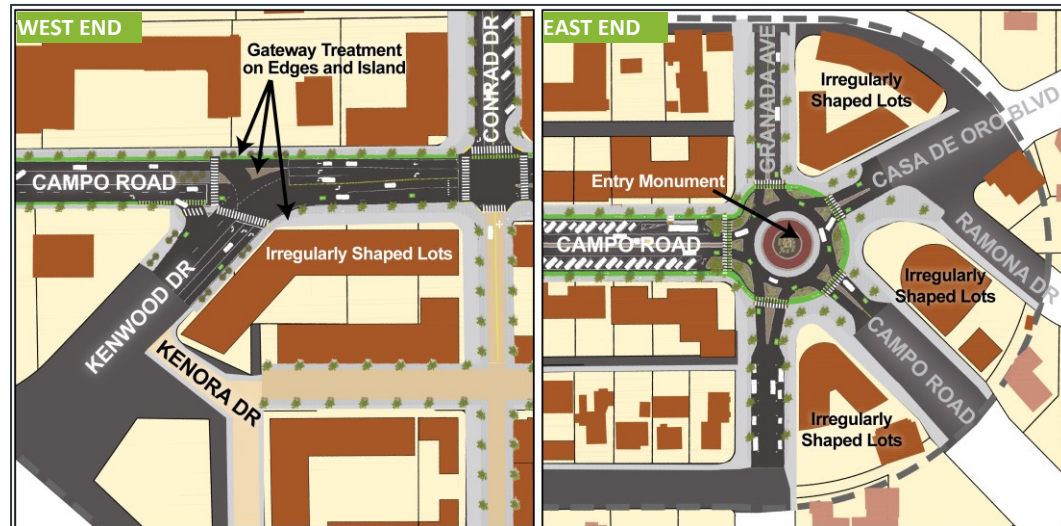 WEST END
Gateway Treatment
on Edges and Island
CONRAD DR
CAMPO ROAD
Irregularly Shaped Lots
KENWOOD DR
KENORA DR
EAST END
GRANADA AVE
Irregularly
Shaped Lots
CASA DE ORO BLVD
Entry Monument
RAMONA DR
CAMPO ROAD
Irregularly
Shaped Lots
CAMPO ROAD
Irregularly
Shaped Lots